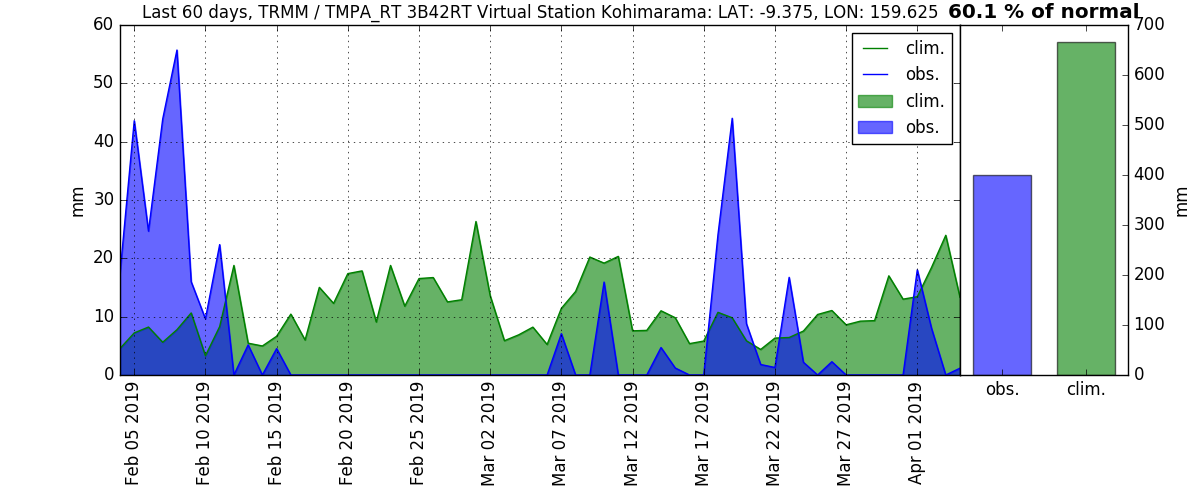 Last 60 days, TRMM / TMPA_RT 3B42RT Virtual Station Kohimarama: LAT: -9.375, LON: 159.625 60.1 % of normal
60
50
40
30
20
10
0
mm
clim.
obs.
clim.
obs.
700
600
500
400
300
200
100
0
mm
obs. clim.
Feb 05 2019
Feb 10 2019
Feb 15 2019
Feb 20 2019
Feb 25 2019
Mar 02 2019
Mar 07 2019
Mar 12 2019
Mar 17 2019
Mar 22 2019
Mar 27 2019
Apr 01 2019